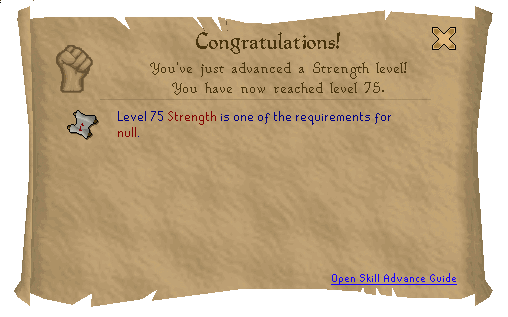 Congratulations!
You've just advanced a Strength level!
You have now reached level 75.
Level 75 Strength is one of the requirements for
null.
Open Skill Advance Guide